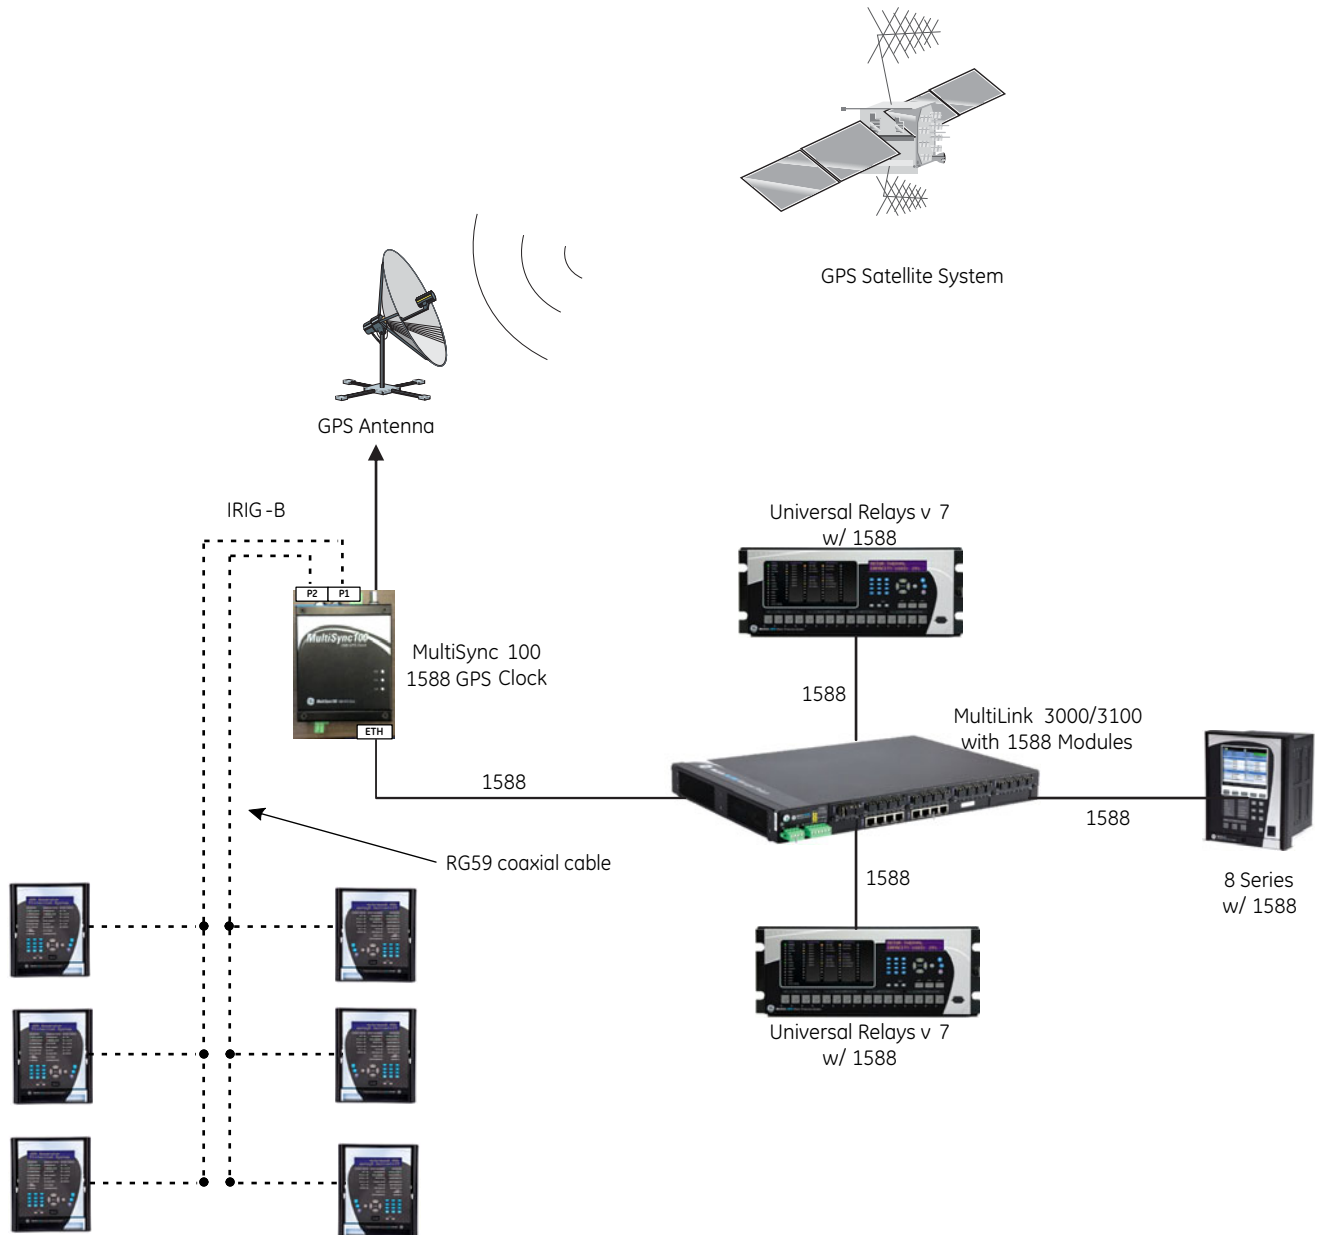 GPS Satellite System
GPS Antenna
IRIG-B
P2 P1
MultiSync100
MultiSync 100
1588 GPS Clock
ETH
1588
RG59 coaxial cable
Universal Relays v 7
w/ 1588
1588
MultiLink 3000/3100
with 1588 Modules
1588
8 Series
w/ 1588
1588
Universal Relays v 7
w/ 1588